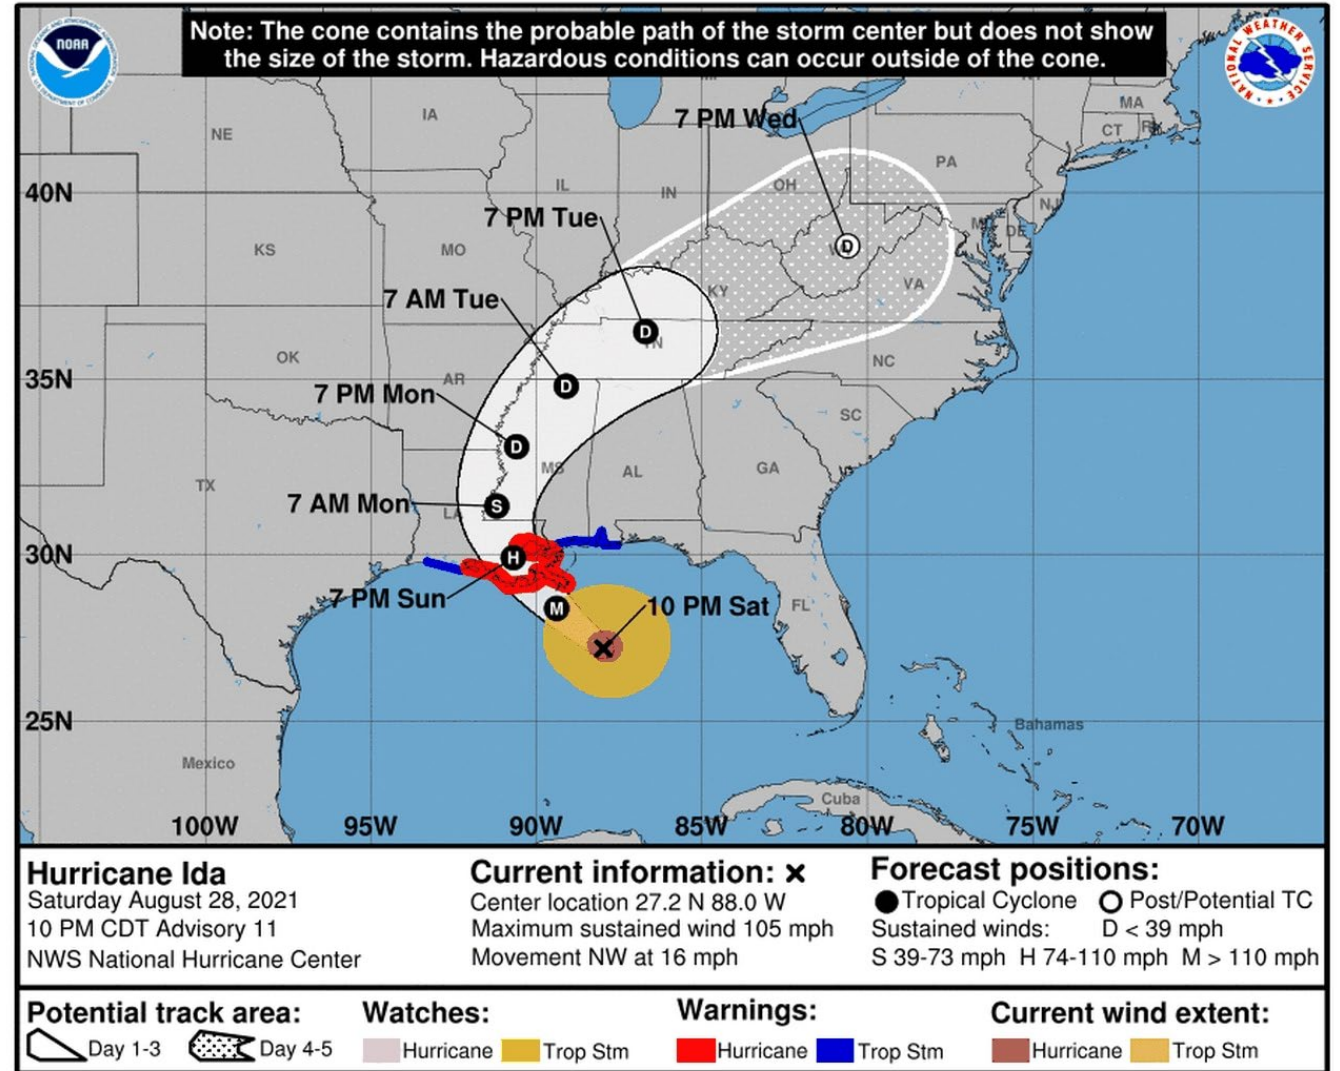 Note: The cone contains the probable path of the storm center but does not show
the size of the storm. Hazardous conditions can occur outside of the cone.
NOAA
NATIONAL WEATHER SERVICE
7 PM Wed
MA
IA
NE
CT
PA
40N
IL
IN
OH
NJ
7 PM Tue
DE
KS
MO
D
VA
KY
7 AM Tue
D
TN
OK
NC
35N
AR
D
7 PM Mon
SC
D
MS
AL
GA
TX
7 AM Mon
S
LA
30N
H
7 PM Sun
M
10 PM Sat
FL
25N
Bahamas
Mexico
Cuba
100W 95W 90W 85W 80W 75W 70W
Hurricane Ida
Saturday August 28, 2021
10 PM CDT Advisory 11
NWS National Hurricane Center
Current information: ×
Center location 27.2 N 88.0 W
Maximum sustained wind 105 mph
Movement NW at 16 mph
Forecast positions:
Tropical Cyclone Post/Potential TC
Sustained winds: D < 39 mph
S 39-73 mph H 74-110 mph M > 110 mph
Potential track area:
Day 1-3 Day 4-5
Watches:
Hurricane Trop Stm
Warnings:
Hurricane Trop Stm
Current wind extent:
Hurricane Trop Stm